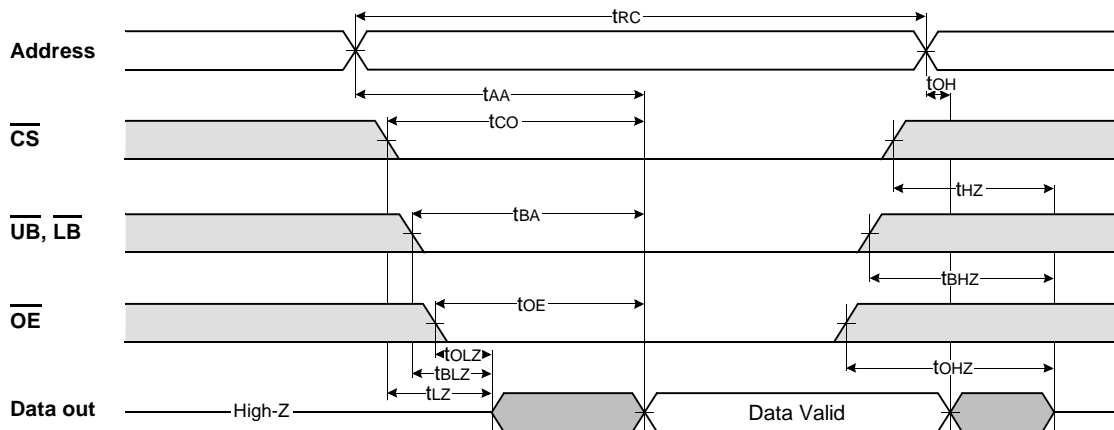 tRC
Address
tOH
tAA
CS
tCO
tHZ
UB, LB
tBA
tBHZ
OE
tOE
tOLZ
tOHZ
tBLZ
tLZ
Data out
High-Z
Data Valid